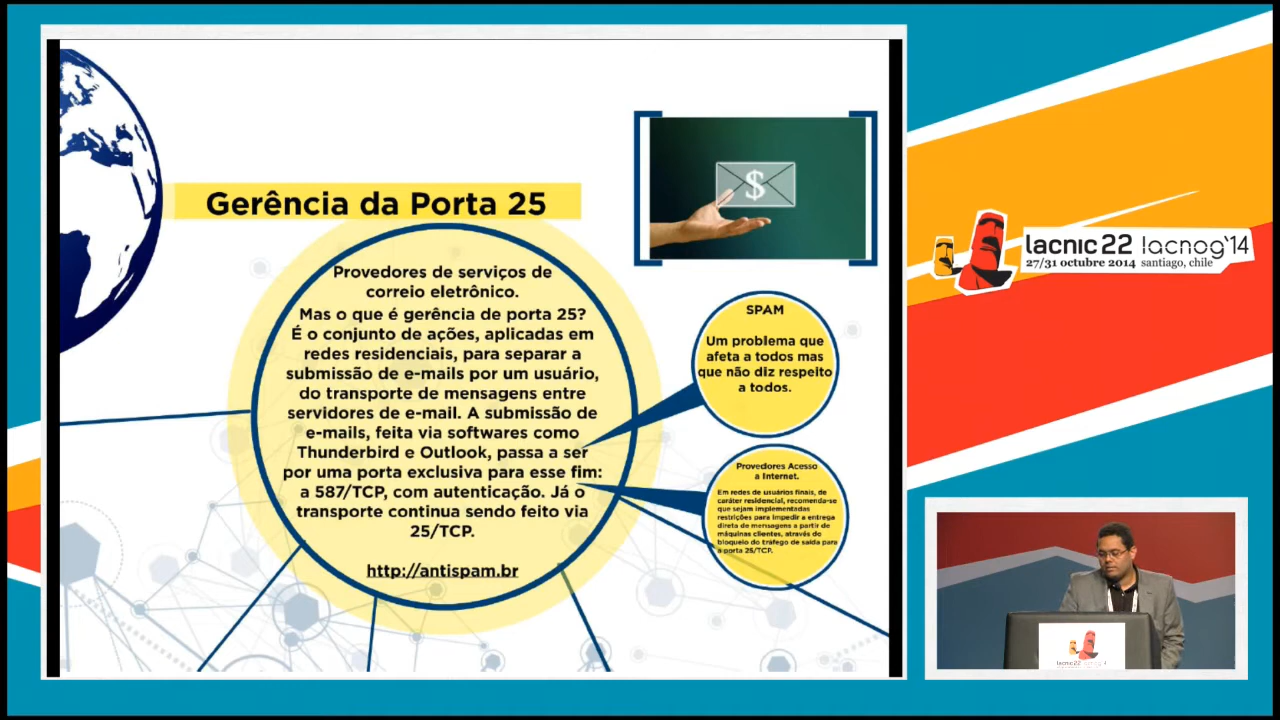 Gerência da Porta 25
Provedores de serviços de
correio eletrônico.
Mas o que é gerência de porta 25?
É o conjunto de ações, aplicadas em
redes residenciais, para separar a
submissão de e-mails por um usuário,
do transporte de mensagens entre
servidores de e-mail. A submissão de
e-mails, feita via softwares como
Thunderbird e Outlook, passa a ser
por uma porta exclusiva para esse fim:
a 587/TCP, com autenticação. Já o
transporte continua sendo feito via
25/TCP.
http://antispam.br
$
SPAM
Um problema que
afeta a todos mas
que não diz respeito
a todos.
Provedores Acesso
a Internet.
Em redes de usuários finais, de
caráter residencial, recomenda-se
que sejam implementadas
restrições para impedir a entrega
direta de mensagens a partir de
máquinas clientes, através do
bloqueio do tráfego de saída para
a porta 25/TCP.
lacnic 22 lacnog'14
27/31 octubre 2014 santiago, chile
lacnic 22